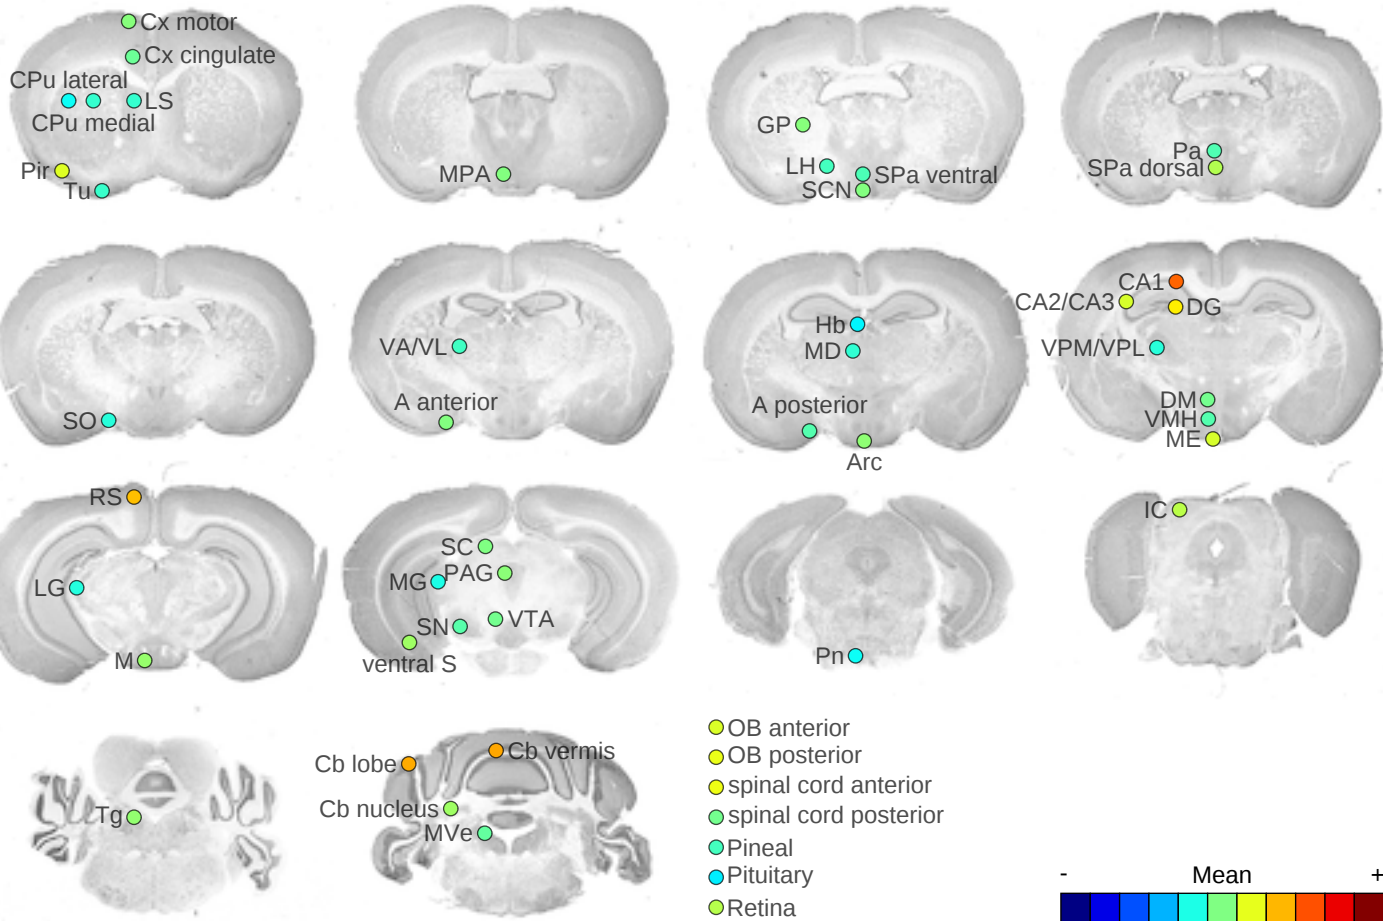 Cx motor
Cx cingulate
CPu lateral
LS
CPu medial
Pir
Tu
MPA
GP
LH
SPa ventral
SCN
Pa
SPa dorsal
SO
VA/VL
A anterior
Hb
MD
A posterior
Arc
CA1
CA2/CA3
DG
VPM/VPL
DM
VMH
ME
RS
LG
M
SC
PAG
MG
VTA
SN
ventral S
Pn
IC
Tg
Cb lobe
Cb vermis
Cb nucleus
MVe
OB anterior
OB posterior
spinal cord anterior
spinal cord posterior
Pineal
Pituitary
Retina
- Mean +